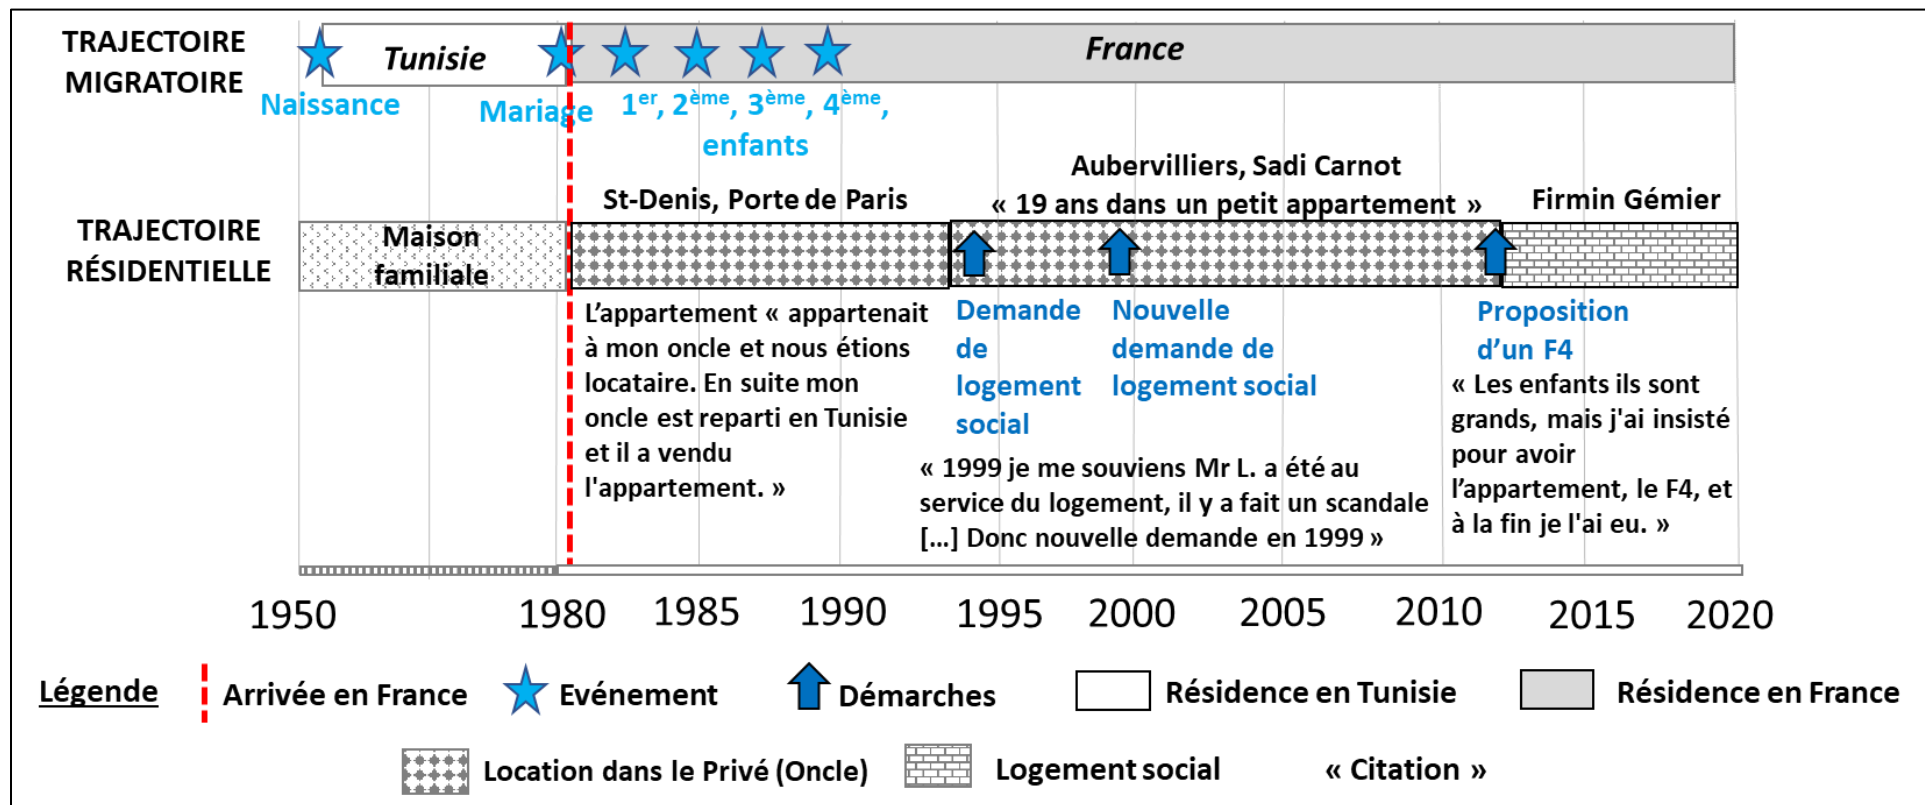 TRAJECTOIRE
MIGRATOIRE
Tunisie
France
Naissance
Mariage
1er, 2ème, 3ème, 4ème,
enfants
TRAJECTOIRE
RÉSIDENTIELLE
Maison
familiale
St-Denis, Porte de Paris
Aubervilliers, Sadi Carnot
« 19 ans dans un petit appartement »
Firmin Gémier
L’appartement « appartenait
à mon oncle et nous étions
locataire. En suite mon
oncle est reparti en Tunisie
et il a vendu
l'appartement. »
Demande
de
logement
social
Nouvelle
demande de
logement social
« 1999 je me souviens Mr L. a été au
service du logement, il y a fait un scandale
[…] Donc nouvelle demande en 1999 »
Proposition
d’un F4
« Les enfants ils sont
grands, mais j'ai insisté
pour avoir
l’appartement, le F4, et
à la fin je l'ai eu. »
1950 1980 1985 1990 1995 2000 2005 2010 2015 2020
Légende Arrivée en France Evénement Démarches Résidence en Tunisie Résidence en France
Location dans le Privé (Oncle) Logement social « Citation »